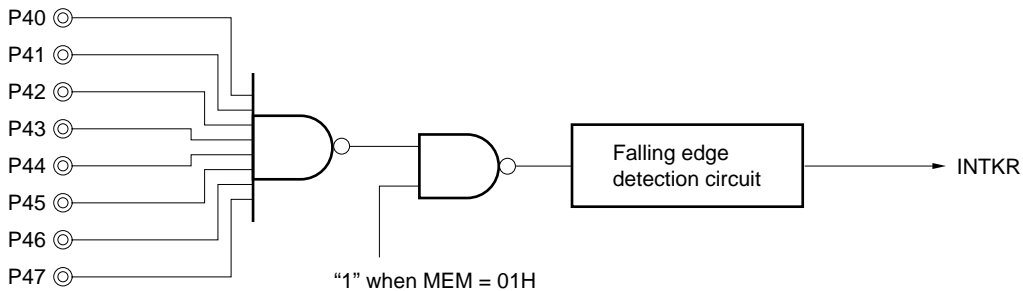 P40
P41
P42
P43
P44
P45
P46
P47
Falling edge
detection circuit
INTKR
“1” when MEM = 01H